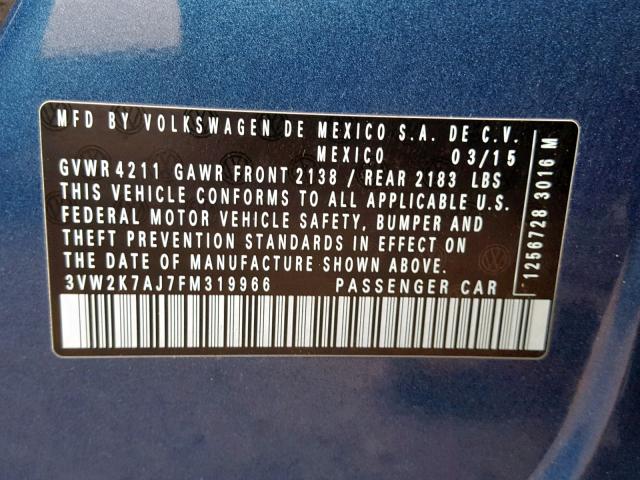 MFD BY VOLKSWAGEN DE MEXICO S.A. DE C.V.
MEXICO 03/15
GVWR 4211 GAWR FRONT 2138 / REAR 2183 LBS
THIS VEHICLE CONFORMS TO ALL APPLICABLE U.S.
FEDERAL MOTOR VEHICLE SAFETY, BUMPER AND
THEFT PREVENTION STANDARDS IN EFFECT ON
THE DATE OF MANUFACTURE SHOWN ABOVE.
3VW2K7AJ7FM319966 PASSENGER CAR
1256728 3016 M